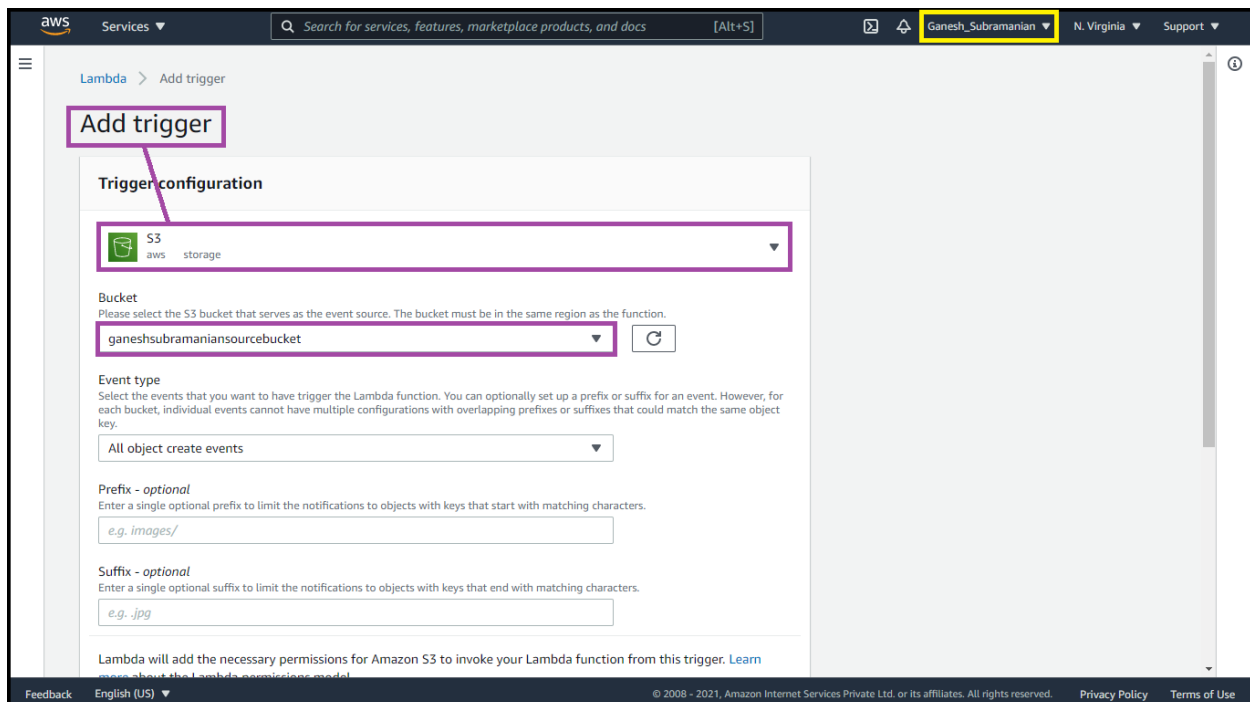 aws Services ▼ Search for services, features, marketplace products, and docs [Alt+S] Ganesh_Subramanian ▼ N. Virginia ▼ Support ▼
Lambda > Add trigger
Add trigger
Trigger configuration
S3
aws storage
Bucket
Please select the S3 bucket that serves as the event source. The bucket must be in the same region as the function.
ganeshsubramaniansourcebucket
Event type
Select the events that you want to have trigger the Lambda function. You can optionally set up a prefix or suffix for an event. However, for
each bucket, individual events cannot have multiple configurations with overlapping prefixes or suffixes that could match the same object
key.
All object create events
Prefix - optional
Enter a single optional prefix to limit the notifications to objects with keys that start with matching characters.
e.g. images/
Suffix - optional
Enter a single optional suffix to limit the notifications to objects with keys that end with matching characters.
e.g. .jpg
Lambda will add the necessary permissions for Amazon S3 to invoke your Lambda function from this trigger. Learn
more about the Lambda permissions model
Feedback English (US) ▼ © 2008 - 2021, Amazon Internet Services Private Ltd. or its affiliates. All rights reserved. Privacy Policy Terms of Use